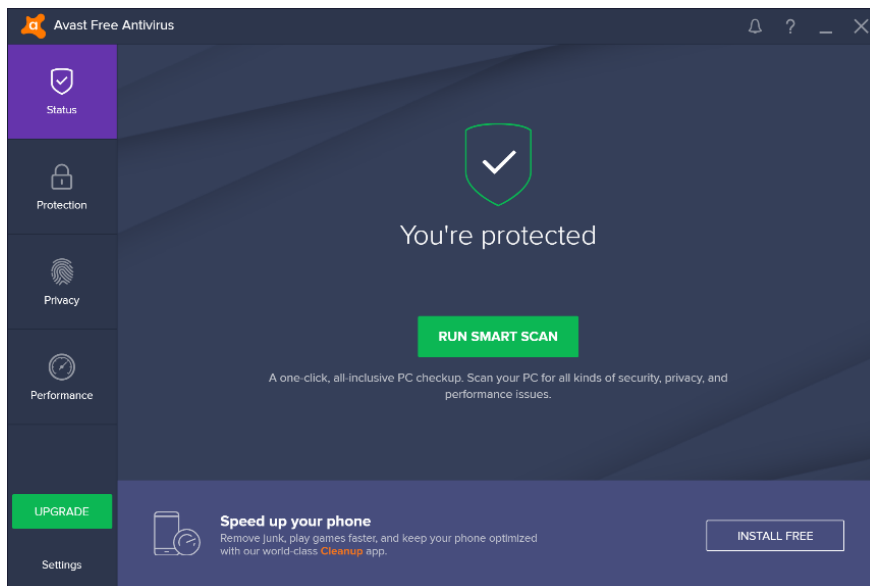 Avast Free Antivirus
?
Status
Protection
Privacy
Performance
UPGRADE
Settings
You're protected
RUN SMART SCAN
A one-click, all-inclusive PC checkup. Scan your PC for all kinds of security, privacy, and
performance issues.
Speed up your phone
Remove junk, play games faster, and keep your phone optimized
with our world-class Cleanup app.
INSTALL FREE